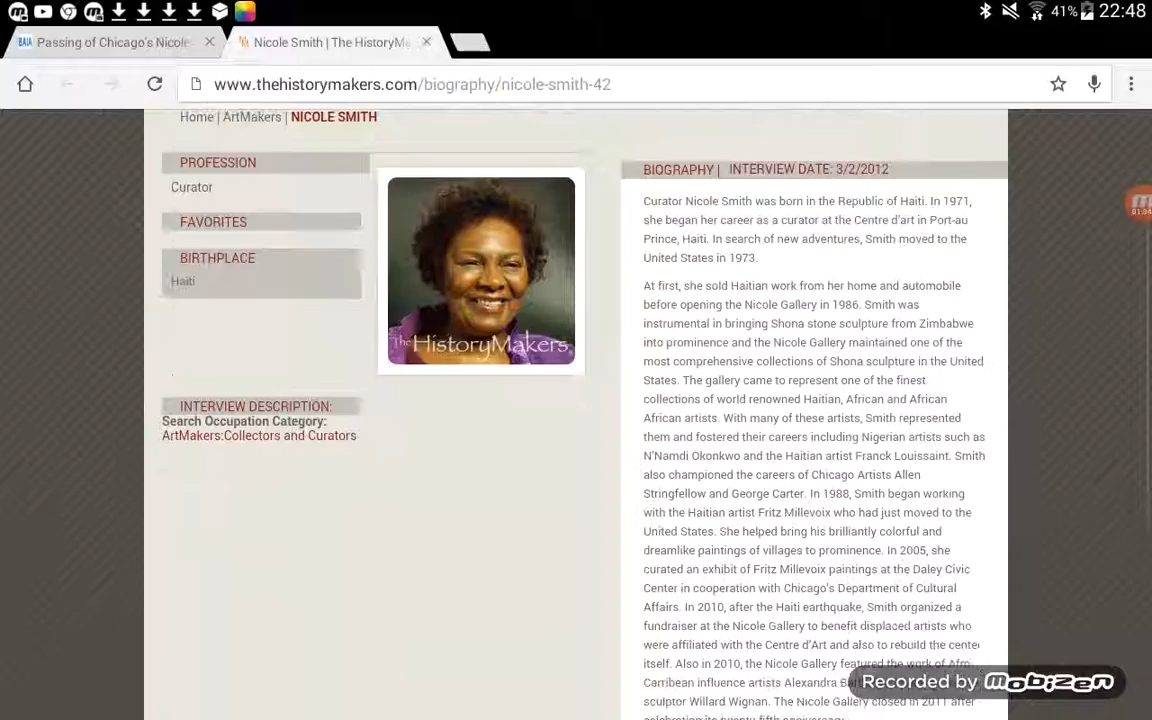 41% 22:48
BAIA Passing of Chicago's Nicole
Nicole Smith | The HistoryMa
www.thehistorymakers.com/biography/nicole-smith-42
Home | ArtMakers | NICOLE SMITH
PROFESSION
Curator
FAVORITES
BIRTHPLACE
Haiti
The HistoryMakers
INTERVIEW DESCRIPTION:
Search Occupation Category:
ArtMakers:Collectors and Curators
BIOGRAPHY | INTERVIEW DATE: 3/2/2012
Curator Nicole Smith was born in the Republic of Haiti. In 1971,
she began her career as a curator at the Centre d'art in Port-au
Prince, Haiti. In search of new adventures, Smith moved to the
United States in 1973.
At first, she sold Haitian work from her home and automobile
before opening the Nicole Gallery in 1986. Smith was
instrumental in bringing Shona stone sculpture from Zimbabwe
into prominence and the Nicole Gallery maintained one of the
most comprehensive collections of Shona sculpture in the United
States. The gallery came to represent one of the finest
collections of world renowned Haitian, African and African
African artists. With many of these artists, Smith represented
them and fostered their careers including Nigerian artists such as
N'Namdi Okonkwo and the Haitian artist Franck Louissaint. Smith
also championed the careers of Chicago Artists Allen
Stringfellow and George Carter. In 1988, Smith began working
with the Haitian artist Fritz Millevoix who had just moved to the
United States. She helped bring his brilliantly colorful and
dreamlike paintings of villages to prominence. In 2005, she
curated an exhibit of Fritz Millevoix paintings at the Daley Civic
Center in cooperation with Chicago's Department of Cultural
Affairs. In 2010, after the Haiti earthquake, Smith organized a
fundraiser at the Nicole Gallery to benefit displaced artists who
were affiliated with the Centre d'Art and also to rebuild the center
itself. Also in 2010, the Nicole Gallery featured the work of
Carribean influence artists Alexandra
sculptor Willard Wignan. The Nicole Gallery closed in 2011 after
celebrating its twenty fifth anniversary.
Recorded by mobizen